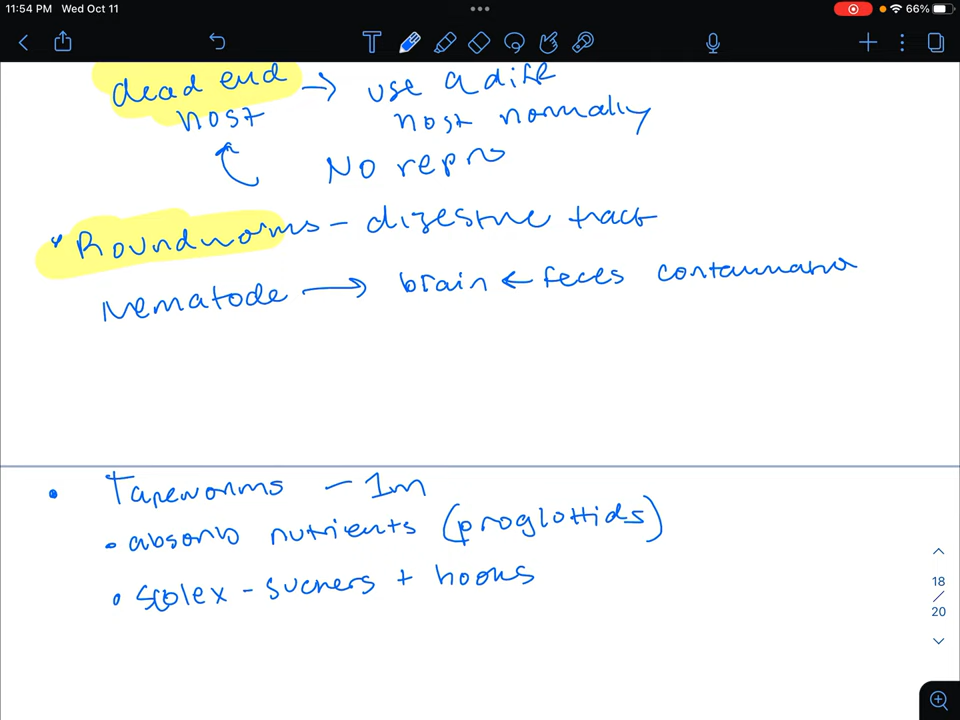 11:54 PM Wed Oct 11
66%
T
dead end → use a diff
host host normally
No repro
• Roundworms - digestive tract
Nematode → brain ← feces
• Tapeworms - 1m
• absorb nutrients (proglottids)
• scolex - suckers + hooks
18
/
20